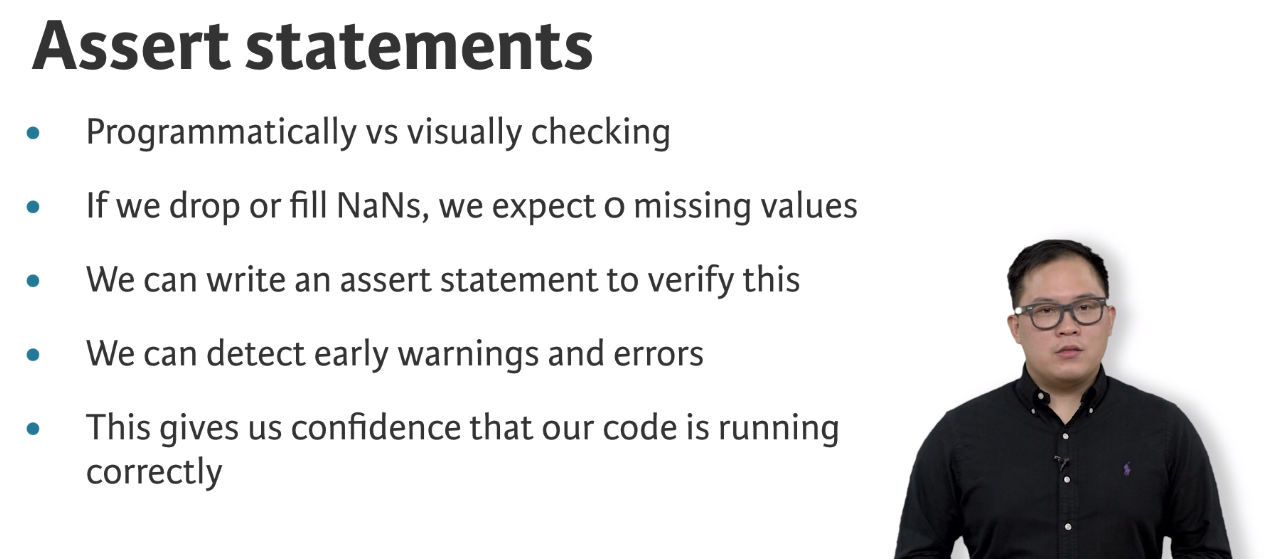 Assert statements
• Programmatically vs visually checking
• If we drop or fill NaNs, we expect 0 missing values
• We can write an assert statement to verify this
• We can detect early warnings and errors
• This gives us confidence that our code is running
correctly